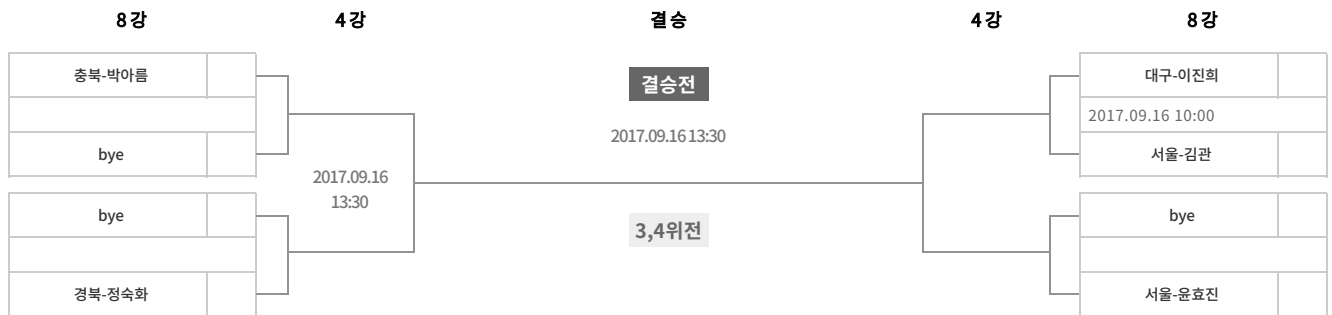 8강 4강 결승 4강 8강
충북-박아름
bye
bye
경북-정숙화
2017.09.16
13:30
결승전
2017.09.16 13:30
3,4위전
대구-이진희
2017.09.16 10:00
서울-김관
bye
서울-윤효진